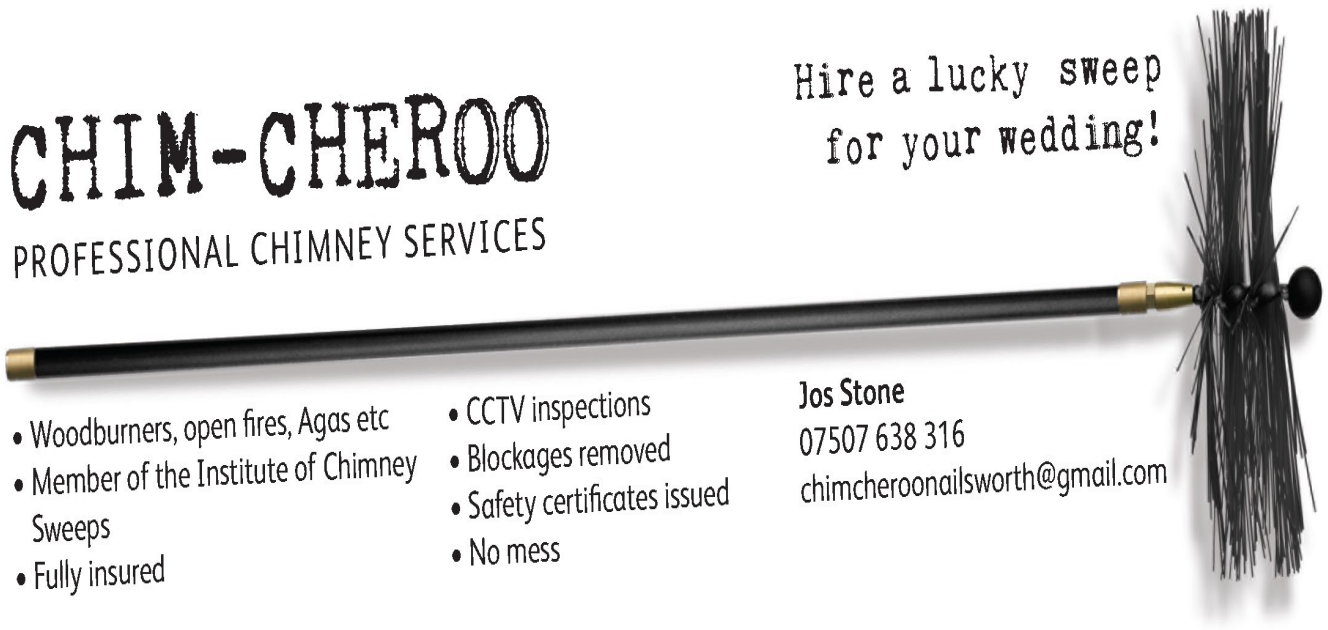 CHIM-CHEROO
PROFESSIONAL CHIMNEY SERVICES
Hire a lucky sweep
for your wedding!
• Woodburners, open fires, Agas etc
• Member of the Institute of Chimney
Sweeps
• Fully insured
• CCTV inspections
• Blockages removed
• Safety certificates issued
• No mess
Jos Stone
07507 638 316
chimcheroonailsworth@gmail.com